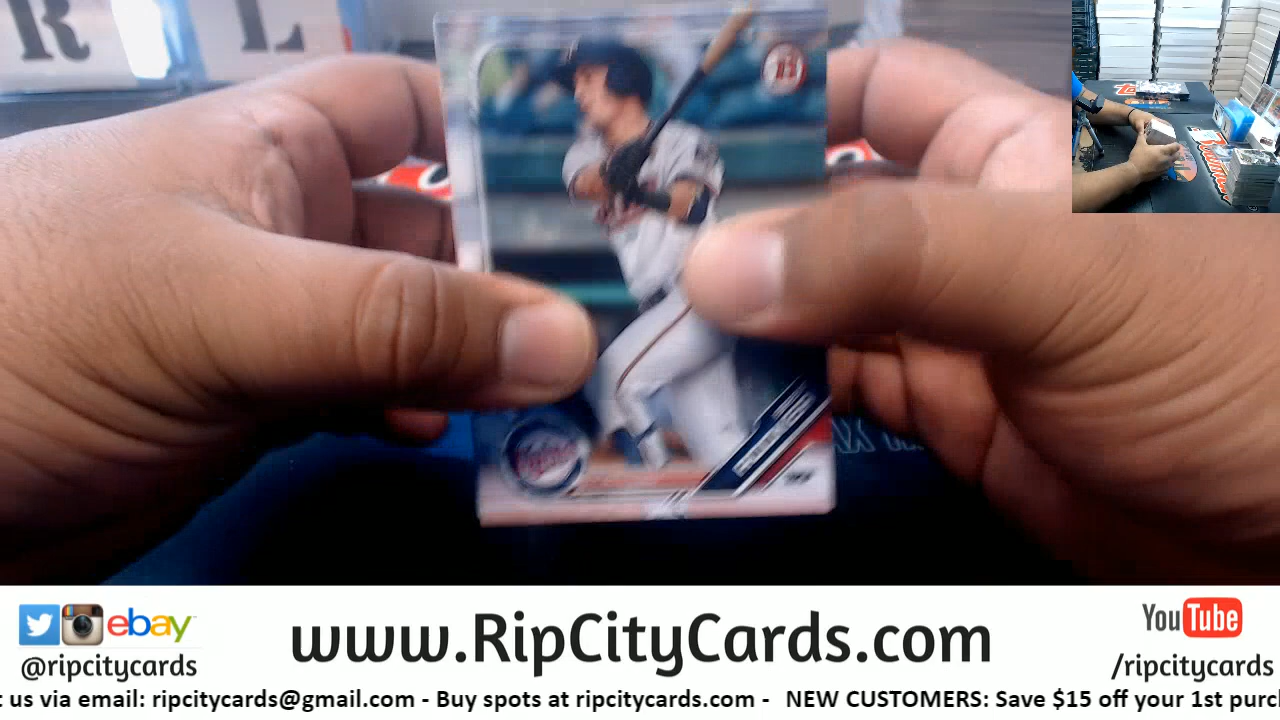 R L
B
ebay
www.RipCityCards.com
YouTube
@ripcitycards
/ripcitycards
t us via email: ripcitycards@gmail.com - Buy spots at ripcitycards.com - NEW CUSTOMERS: Save $15 off your 1st purc